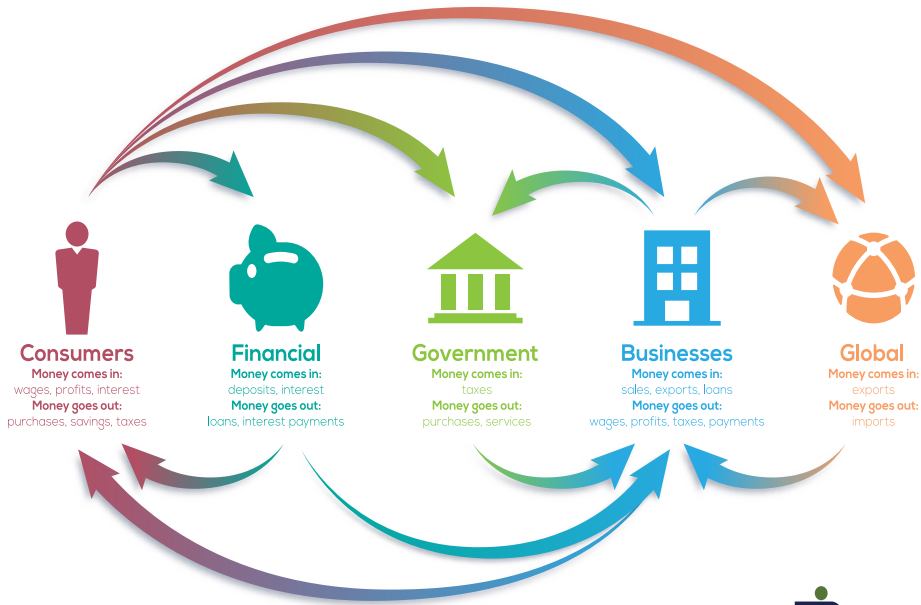 Consumers
Money comes in:
wages, profits, interest
Money goes out:
purchases, savings, taxes
Financial
Money comes in:
deposits, interest
Money goes out:
loans, interest payments
Government
Money comes in:
taxes
Money goes out:
purchases, services
Businesses
Money comes in:
sales, exports, loans
Money goes out:
wages, profits, taxes, payments
Global
Money comes in:
exports
Money goes out:
imports